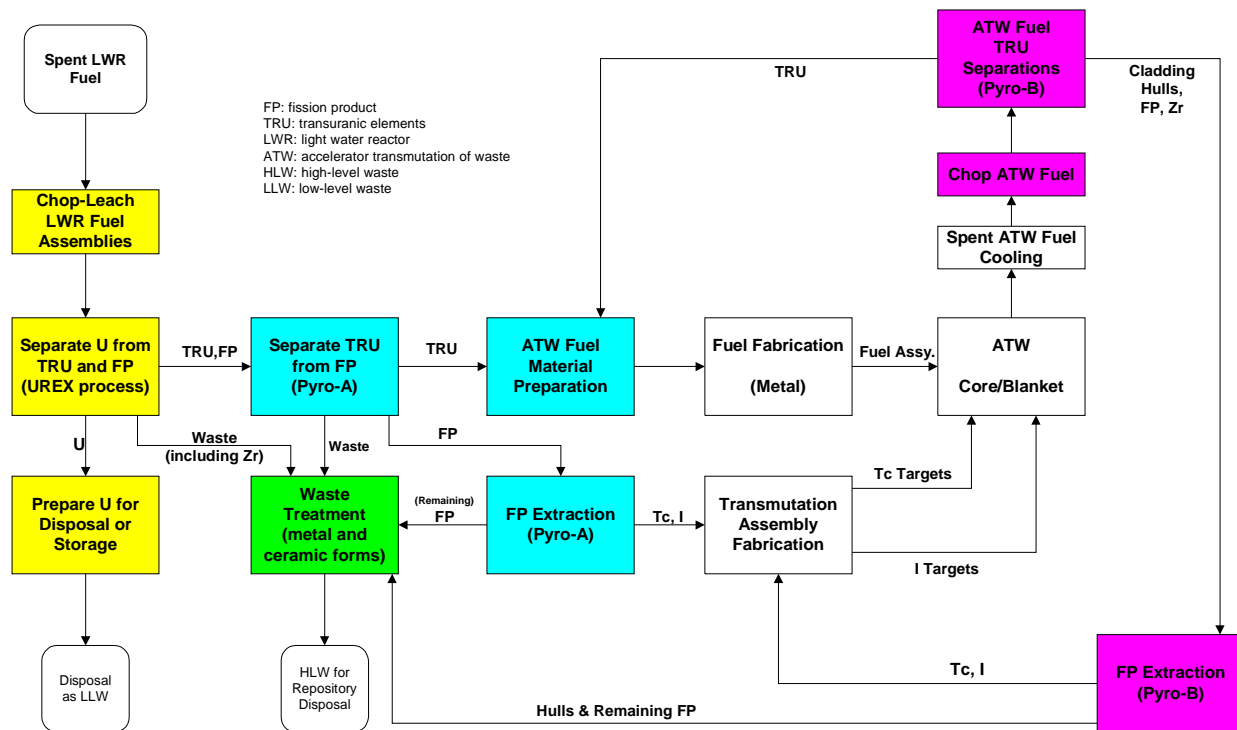 Spent LWR
Fuel
FP: fission product
TRU: transuranic elements
LWR: light water reactor
ATW: accelerator transmutation of waste
HLW: high-level waste
LLW: low-level waste
TRU
ATW Fuel
TRU
Separations
(Pyro-B)
Cladding
Hulls,
FP, Zr
Chop-Leach
LWR Fuel
Assemblies
Chop ATW Fuel
Spent ATW Fuel
Cooling
Separate U from
TRU and FP
(UREX process)
TRU,FP
Separate TRU
from FP
(Pyro-A)
TRU
ATW Fuel
Material
Preparation
Fuel Fabrication
(Metal)
Fuel Assy.
ATW
Core/Blanket
U
Waste
(including Zr)
Waste
FP
Prepare U for
Disposal or
Storage
Waste
Treatment
(metal and
ceramic forms)
(Remaining)
FP
FP Extraction
(Pyro-A)
Tc, I
Transmutation
Assembly
Fabrication
Tc Targets
I Targets
Disposal
as LLW
HLW for
Repository
Disposal
Tc, I
FP Extraction
(Pyro-B)
Hulls & Remaining FP